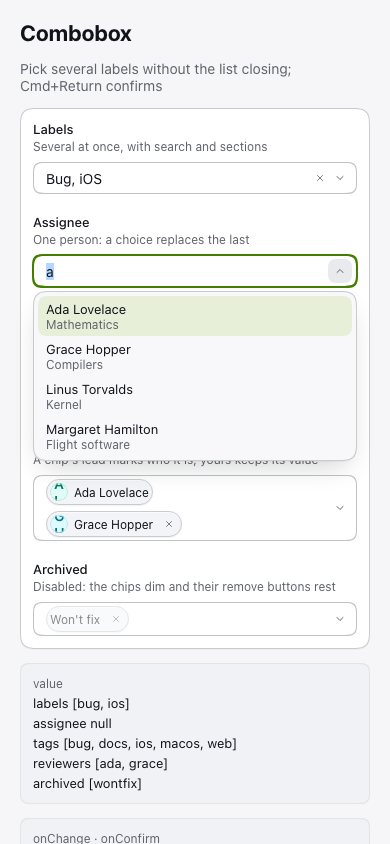 Combobox
Pick several labels without the list closing;
Cmd+Return confirms
Labels
Several at once, with search and sections
Bug, iOS
Assignee
One person: a choice replaces the last
a
Ada Lovelace
Mathematics
Grace Hopper
Compilers
Linus Torvalds
Kernel
Margaret Hamilton
Flight software
A chip's lead marks who it is, yours keeps its value
Ada Lovelace
Grace Hopper
Archived
Disabled: the chips dim and their remove buttons rest
Won't fix
value
labels [bug, ios]
assignee null
tags [bug, docs, ios, macos, web]
reviewers [ada, grace]
archived [wontfix]
onChange · onConfirm